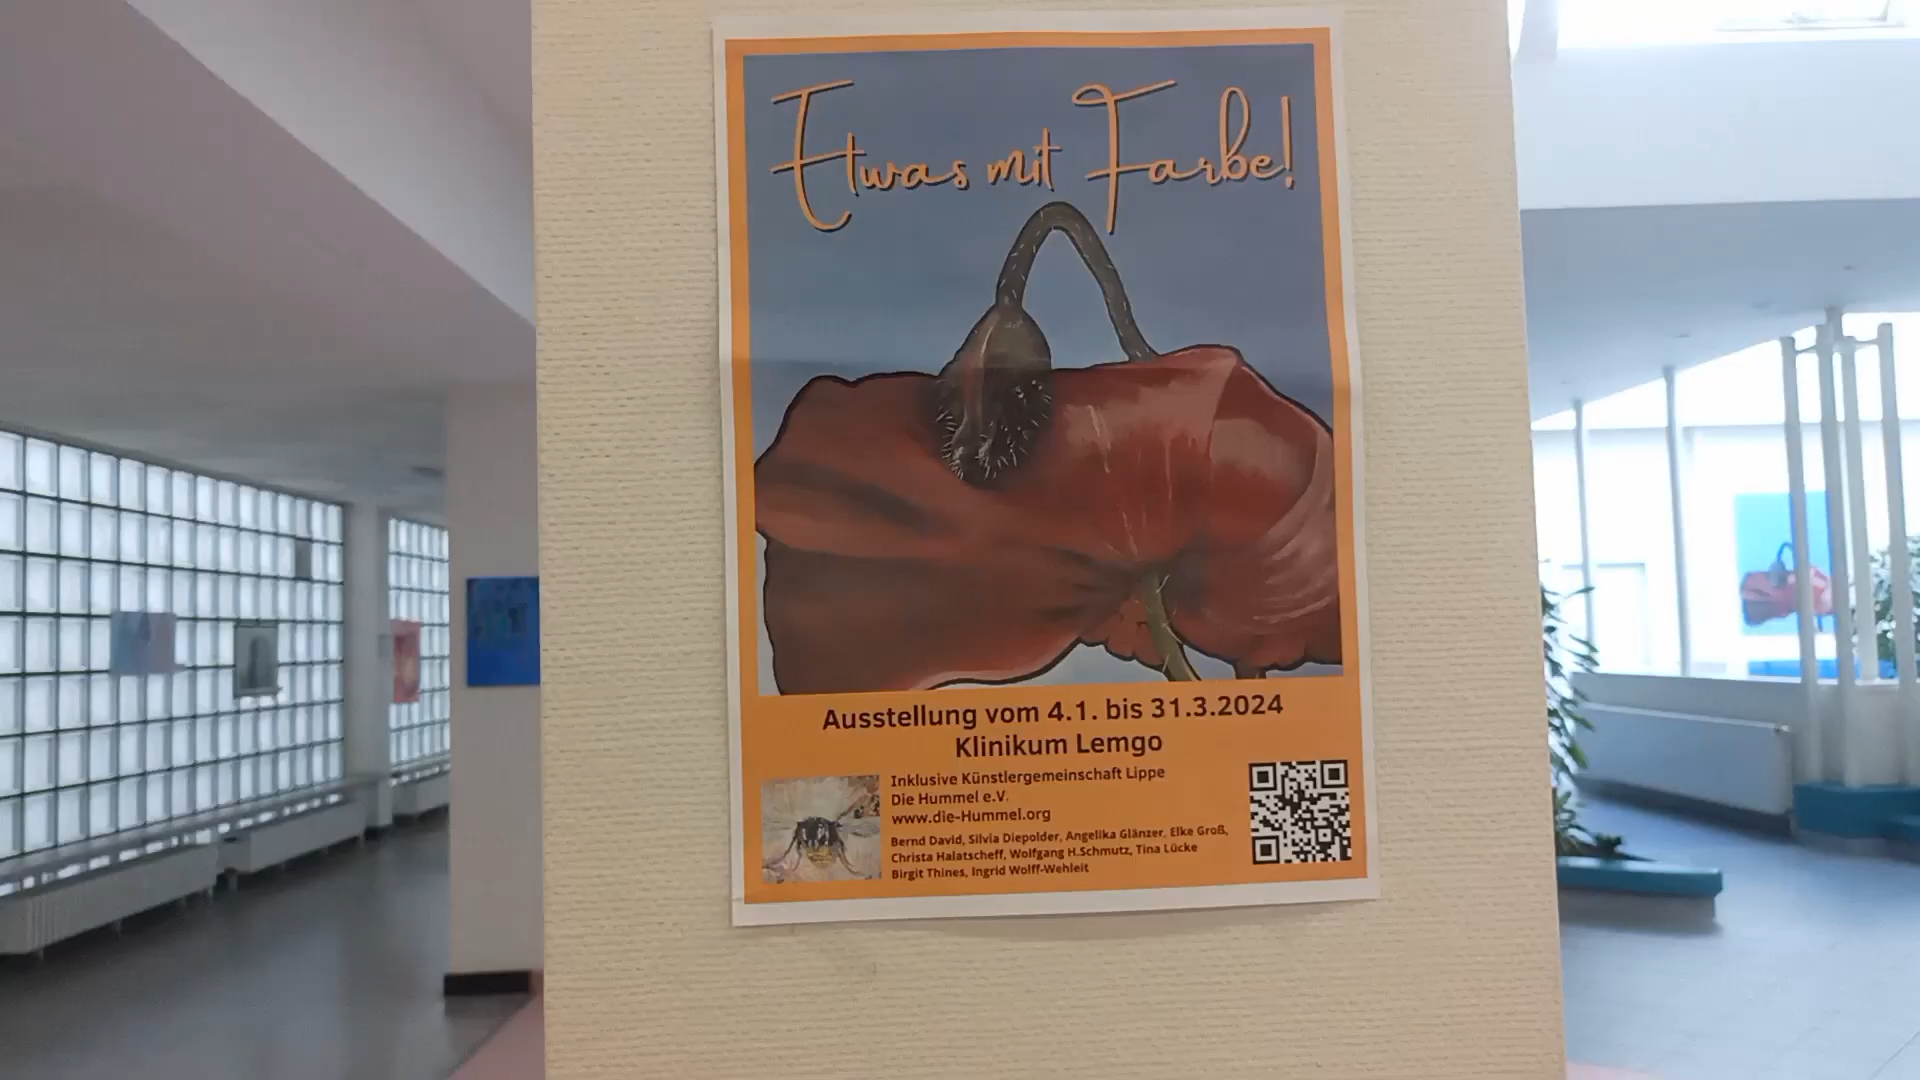 Etwas mit Farbe!
Ausstellung vom 4.1. bis 31.3.2024
Klinikum Lemgo
Inklusive Künstlergemeinschaft Lippe
Die Hummel e.V.
www.die-Hummel.org
Bernd David, Silvia Diepolder, Angelika Glänzer, Elke Groß,
Christa Halatscheff, Wolfgang H.Schmutz, Tina Lücke
Birgit Thines, Ingrid Wolff-Wehleit